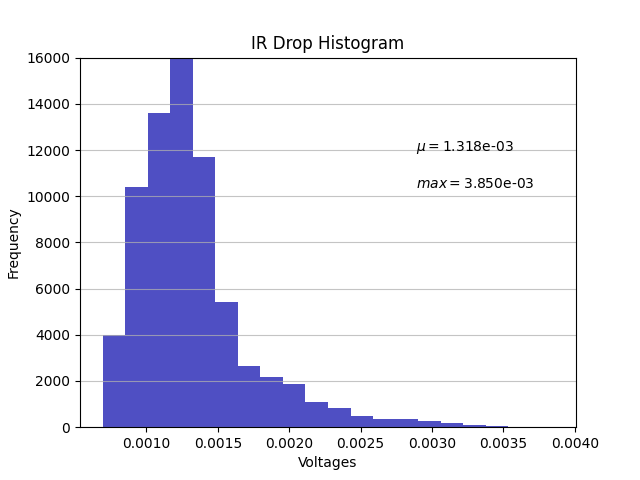 IR Drop Histogram
16000
14000
12000
10000
8000
6000
4000
2000
0
Frequency
μ = 1.318e-03
max = 3.850e-03
0.0010 0.0015 0.0020 0.0025 0.0030 0.0035 0.0040
Voltages